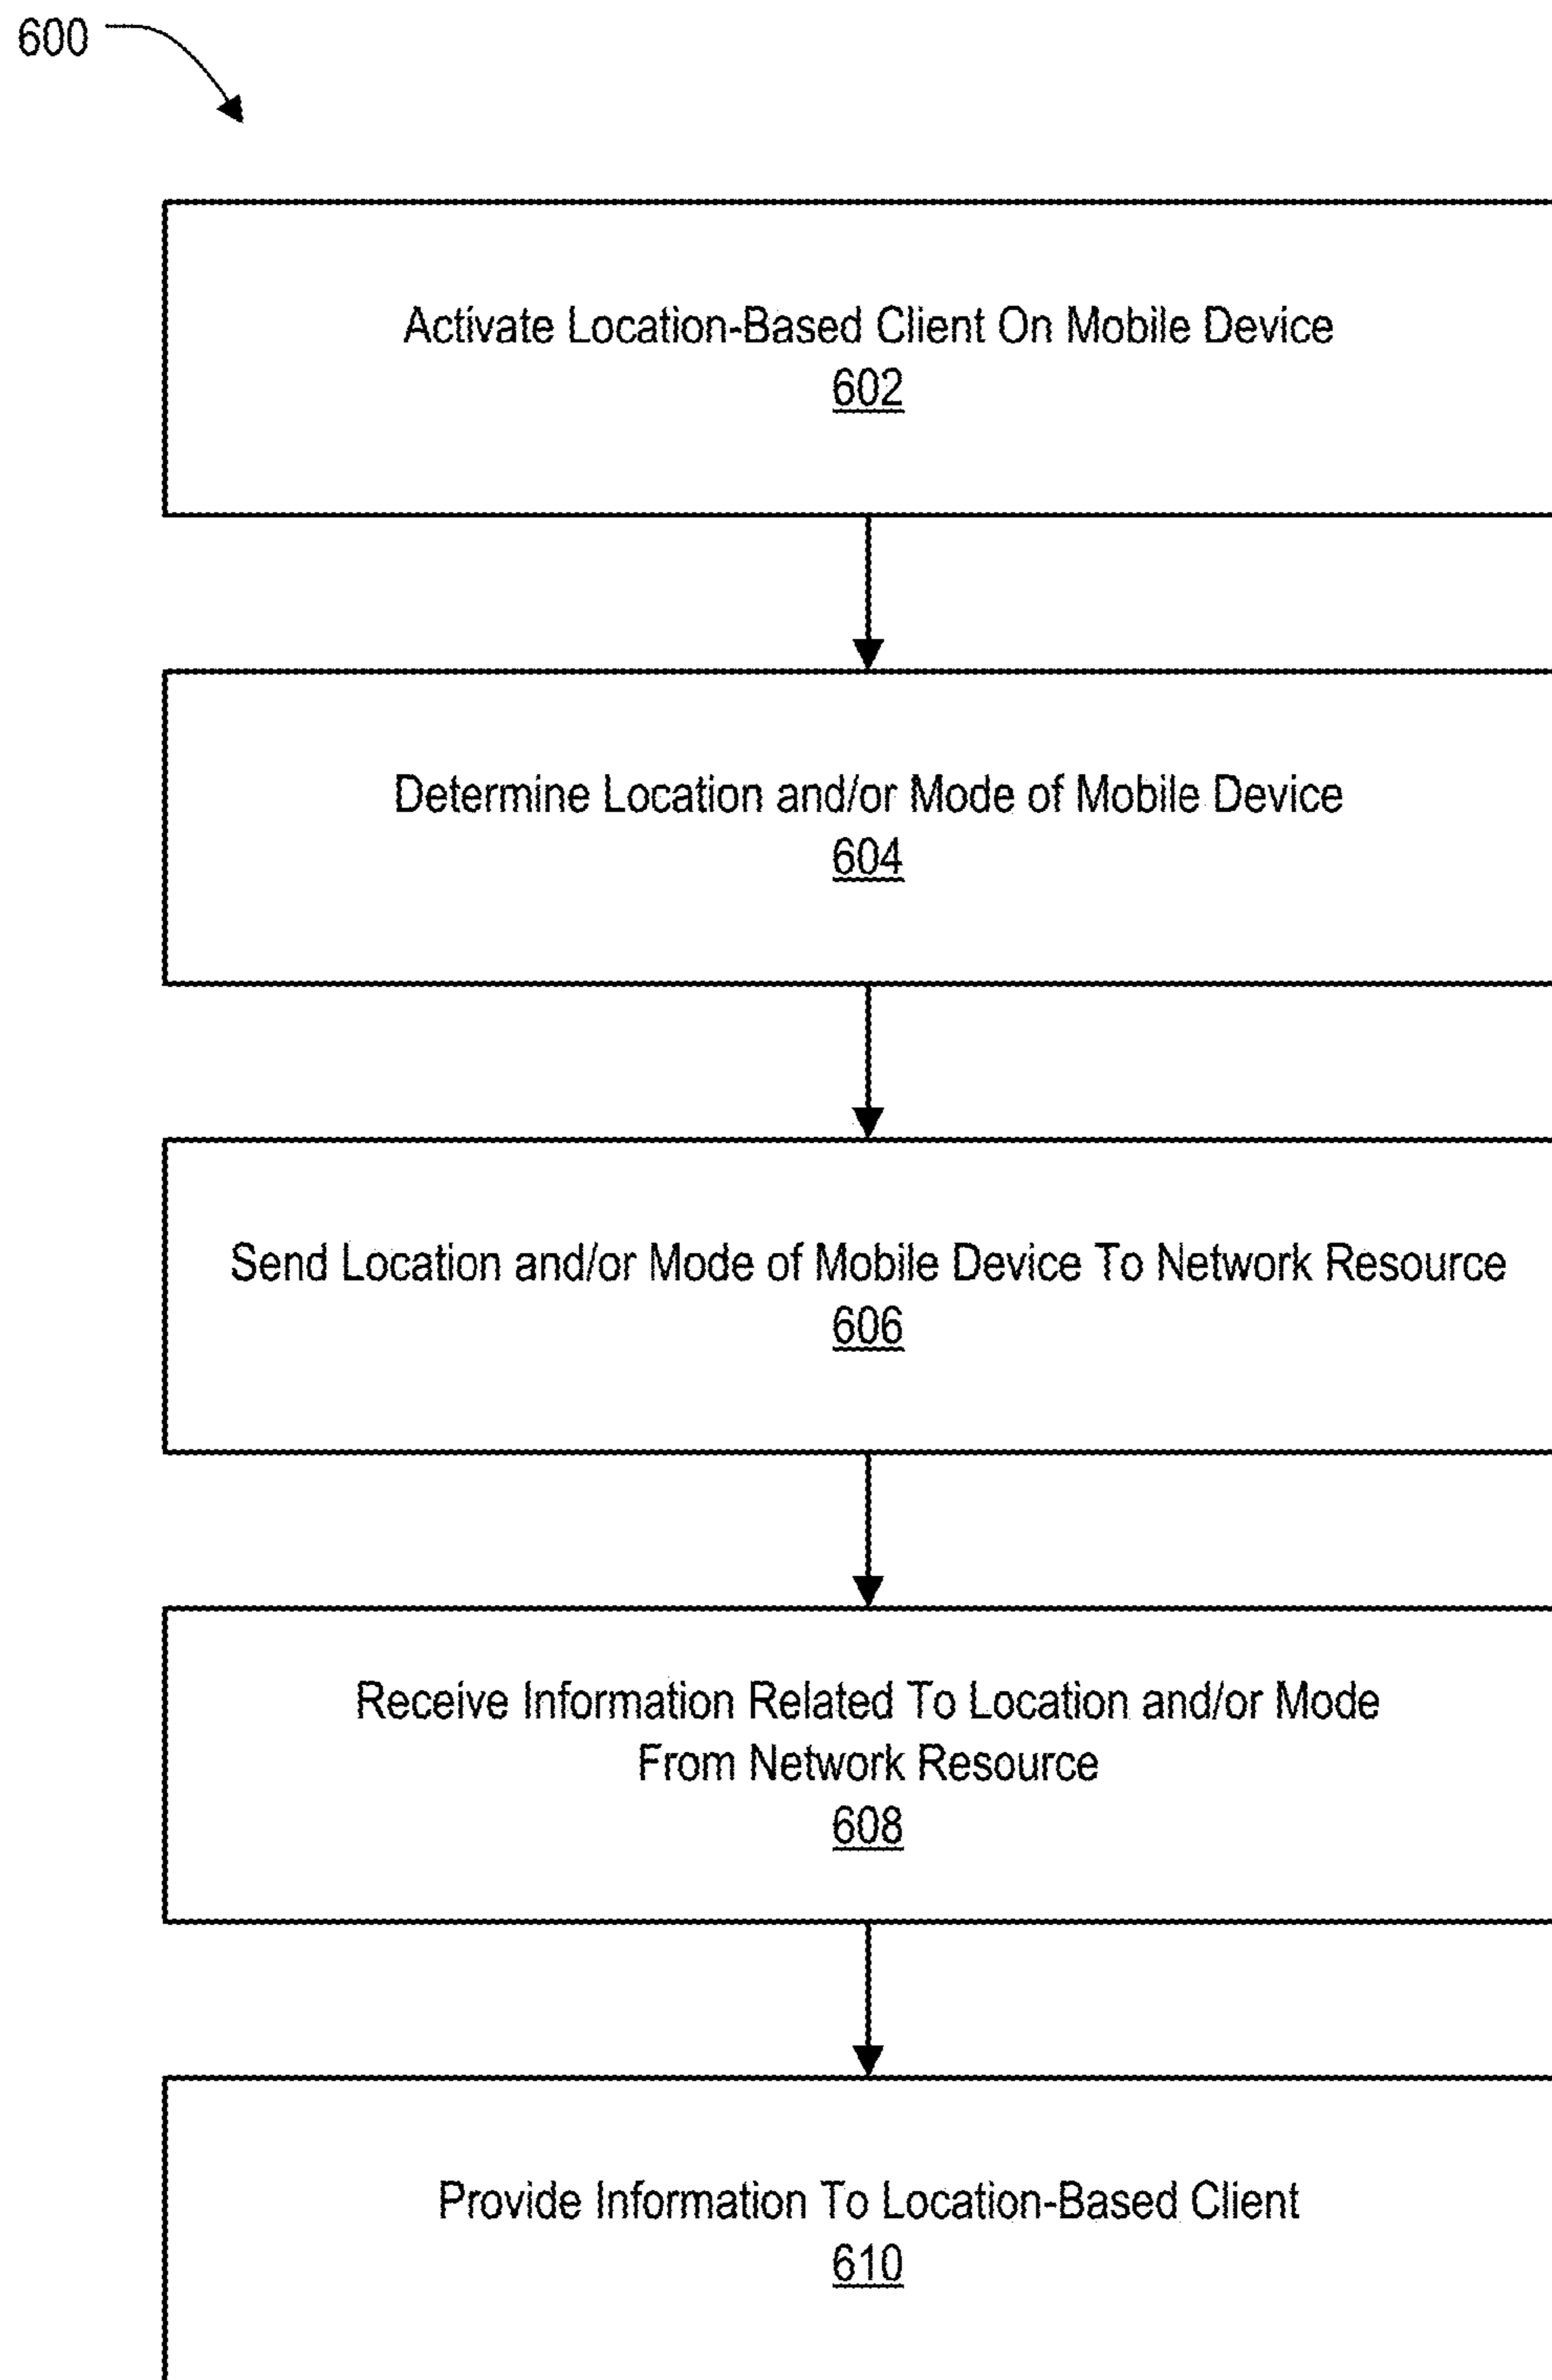 600
Activate Location-Based Client On Mobile Device
602
Determine Location and/or Mode of Mobile Device
604
Send Location and/or Mode of Mobile Device To Network Resource
606
Receive Information Related To Location and/or Mode
From Network Resource
608
Provide Information To Location-Based Client
610